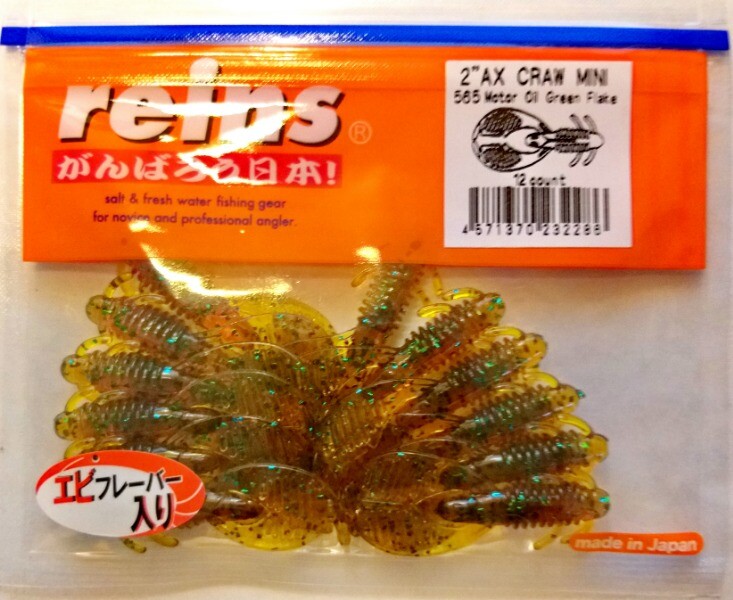 reins®
がんばろう日本!
salt & fresh water fishing gear
for novice and professional angler.
2"AX CRAW MINI
565 Motor Oil Green Flake
12 count
4 571370 232286
エビフレーバー
入り
made in Japan